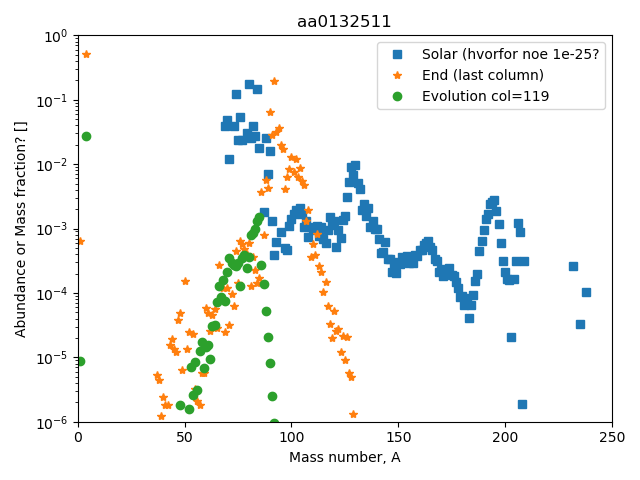 aa0132511
Solar (hvorfor noe 1e-25?
End (last column)
Evolution col=119
Abundance or Mass fraction? []
10^0
10^-1
10^-2
10^-3
10^-4
10^-5
10^-6
0 50 100 150 200 250
Mass number, A